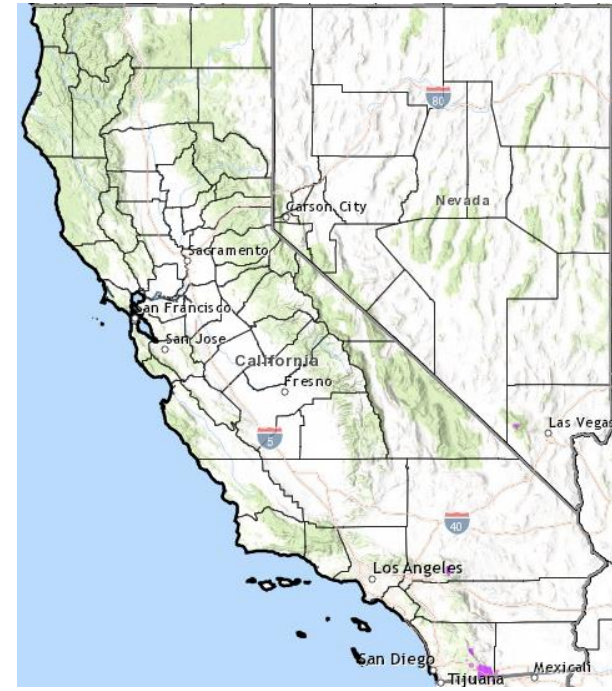 80
Nevada
Carson City
Sacramento
San Francisco
San Jose
California
Fresno
Las Vegas
5
40
Los Angeles
San Diego
Mexicali
Tijuana